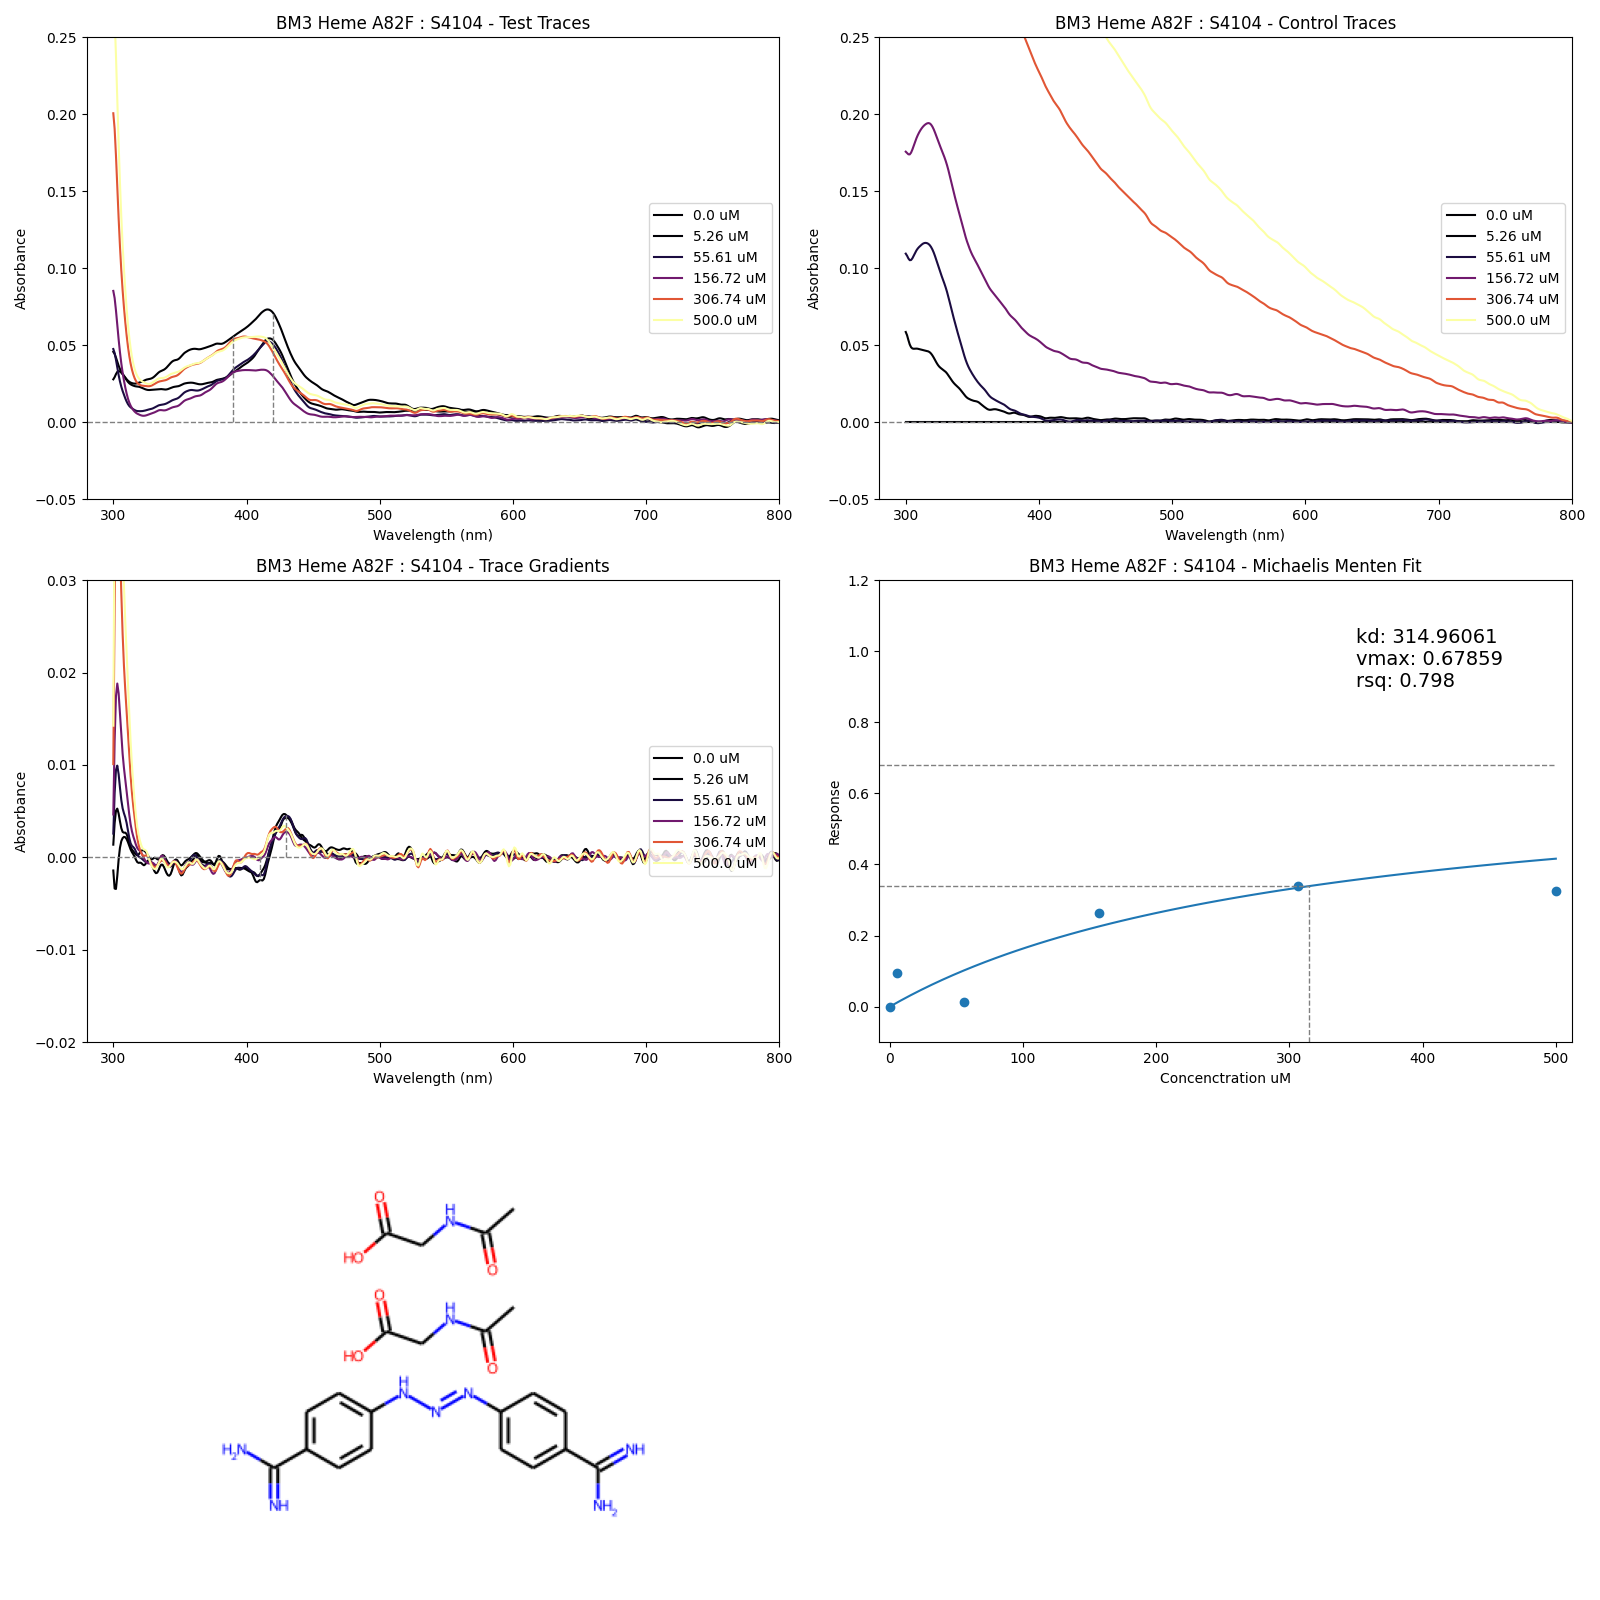 BM3 Heme A82F : S4104 - Test Traces
0.25
0.20
0.15
0.10
0.05
0.00
−0.05
Absorbance
300 400 500 600 700 800
Wavelength (nm)
0.0 uM
5.26 uM
55.61 uM
156.72 uM
306.74 uM
500.0 uM
BM3 Heme A82F : S4104 - Control Traces
0.25
0.20
0.15
0.10
0.05
0.00
−0.05
Absorbance
300 400 500 600 700 800
Wavelength (nm)
0.0 uM
5.26 uM
55.61 uM
156.72 uM
306.74 uM
500.0 uM
BM3 Heme A82F : S4104 - Trace Gradients
0.03
0.02
0.01
0.00
−0.01
−0.02
Absorbance
300 400 500 600 700 800
Wavelength (nm)
0.0 uM
5.26 uM
55.61 uM
156.72 uM
306.74 uM
500.0 uM
BM3 Heme A82F : S4104 - Michaelis Menten Fit
1.2
1.0
0.8
0.6
0.4
0.2
0.0
Response
0 100 200 300 400 500
Concenctration uM
kd: 314.96061
vmax: 0.67859
rsq: 0.798
O
H
N
HO
O
O
H
N
HO
O
H
N
N
N
H2N
NH
NH
NH2